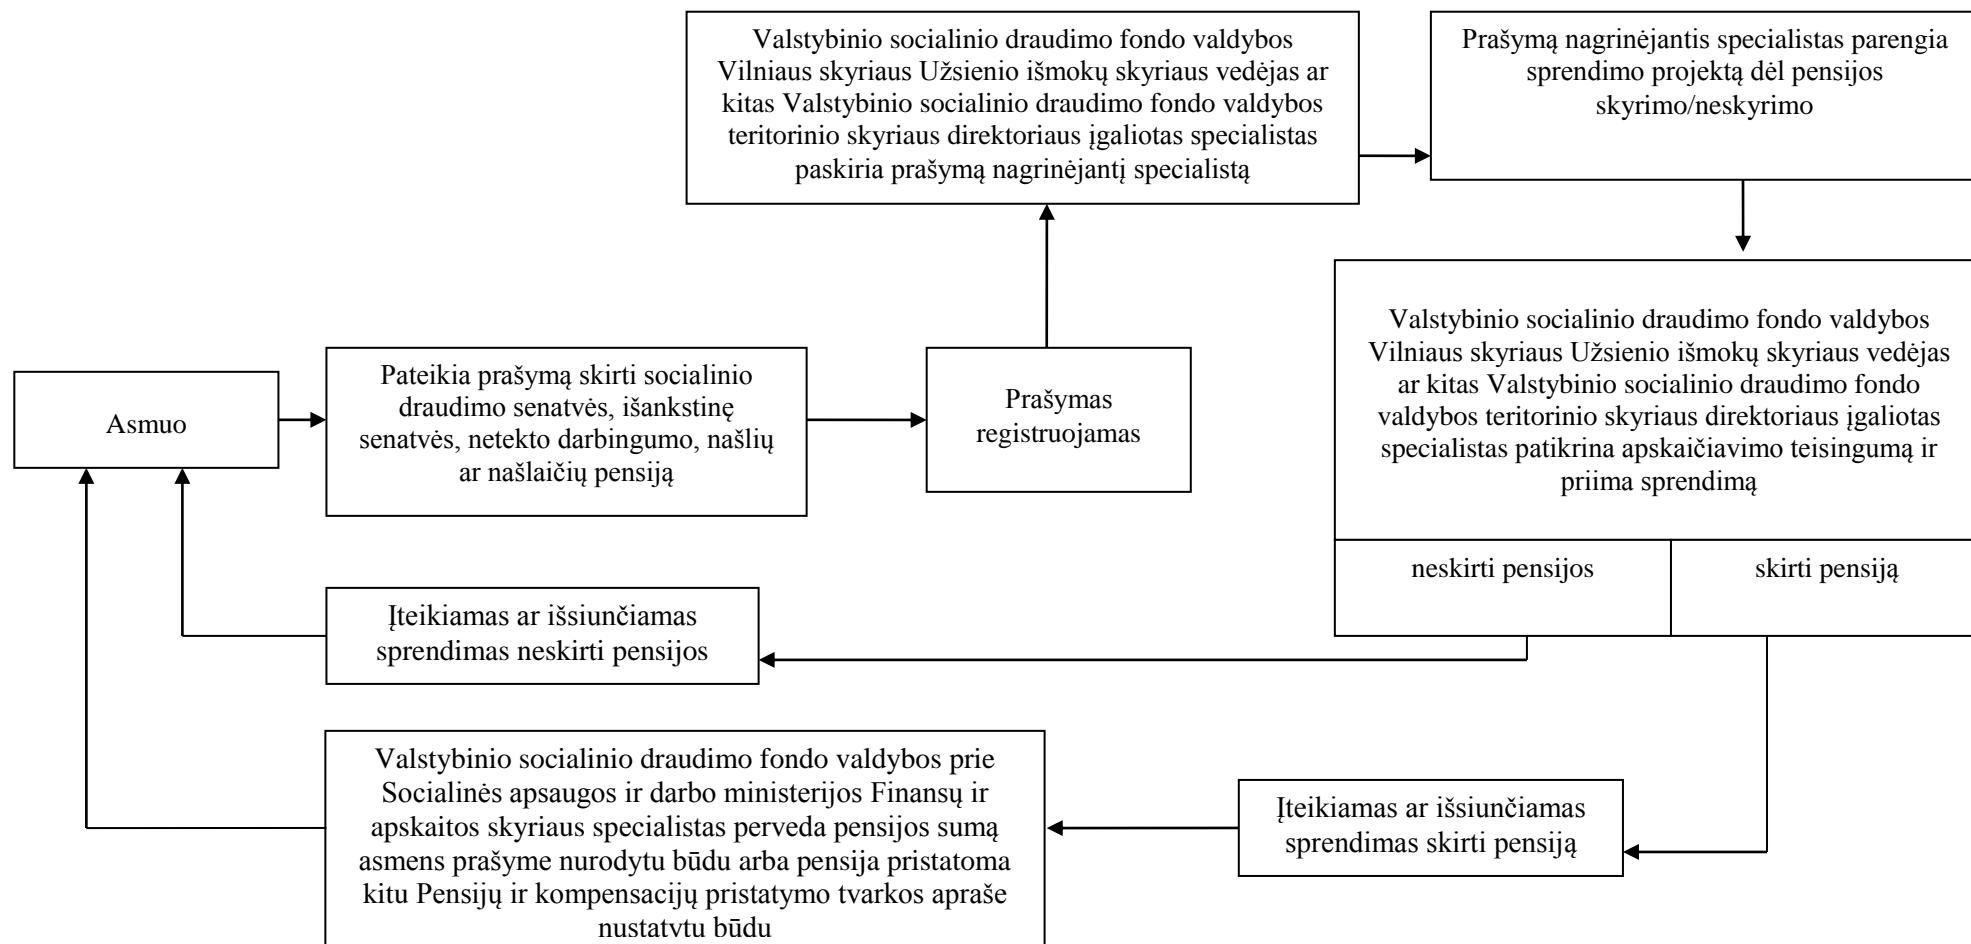 Valstybinio socialinio draudimo fondo valdybos
Vilniaus skyriaus Užsienio išmokų skyriaus vedėjas ar
kitas Valstybinio socialinio draudimo fondo valdybos
teritorinio skyriaus direktoriaus įgaliotas specialistas
paskiria prašymą nagrinėjantį specialistą
Prašymą nagrinėjantis specialistas parengia
sprendimo projektą dėl pensijos
skyrimo/neskyrimo
Asmuo
Pateikia prašymą skirti socialinio
draudimo senatvės, išankstinę
senatvės, netekto darbingumo, našlių
ar našlaičių pensiją
Prašymas
registruojamas
Valstybinio socialinio draudimo fondo valdybos
Vilniaus skyriaus Užsienio išmokų skyriaus vedėjas
ar kitas Valstybinio socialinio draudimo fondo
valdybos teritorinio skyriaus direktoriaus įgaliotas
specialistas patikrina apskaičiavimo teisingumą ir
priima sprendimą
neskirti pensijos
skirti pensiją
Įteikiamas ar išsiunčiamas
sprendimas neskirti pensijos
Įteikiamas ar išsiunčiamas
sprendimas skirti pensiją
Valstybinio socialinio draudimo fondo valdybos prie
Socialinės apsaugos ir darbo ministerijos Finansų ir
apskaitos skyriaus specialistas perveda pensijos sumą
asmens prašyme nurodytu būdu arba pensija pristatoma
kitu Pensijų ir kompensacijų pristatymo tvarkos apraše
nustatytu būdu